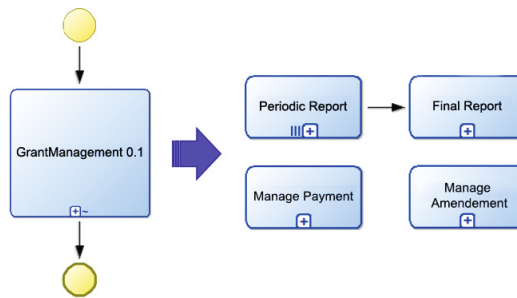 GrantManagement 0.1
Periodic Report
Final Report
Manage Payment
Manage
Amendement